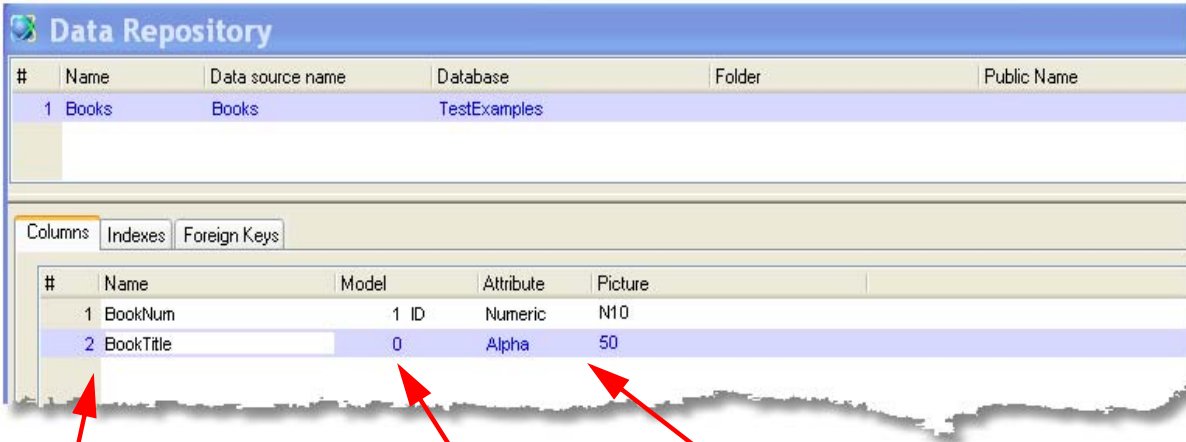 Data Repository
# Name Data source name Database Folder Public Name
1 Books Books TestExamples
Columns Indexes Foreign Keys
# Name Model Attribute Picture
1 BookNum 1 ID Numeric N10
2 BookTitle 0 Alpha 50